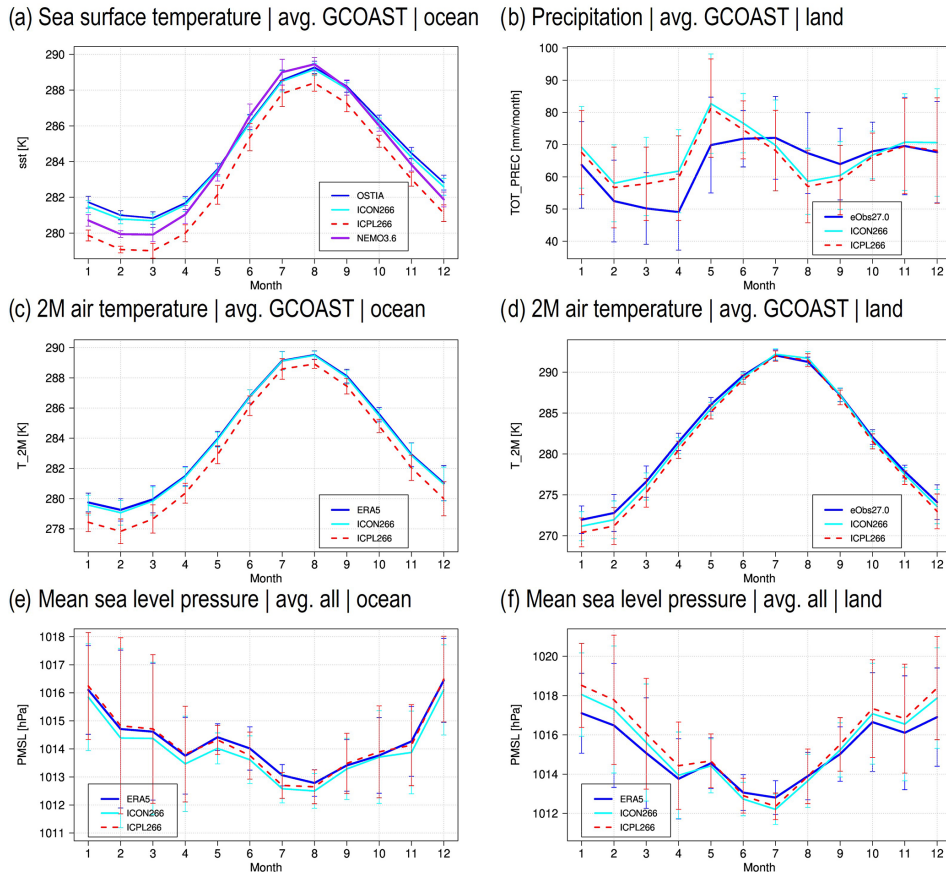 (a) Sea surface temperature | avg. GCOAST | ocean
sst [K]
290
288
286
284
282
280
OSTIA
ICON266
ICPL266
NEMO3.6
1 2 3 4 5 6 7 8 9 10 11 12
Month
(b) Precipitation | avg. GCOAST | land
TOT_PREC [mm/month]
100
90
80
70
60
50
40
eObs27.0
ICON266
ICPL266
1 2 3 4 5 6 7 8 9 10 11 12
Month
(c) 2M air temperature | avg. GCOAST | ocean
T_2M [K]
290
288
286
284
282
280
278
ERA5
ICON266
ICPL266
1 2 3 4 5 6 7 8 9 10 11 12
Month
(d) 2M air temperature | avg. GCOAST | land
T_2M [K]
290
285
280
275
270
eObs27.0
ICON266
ICPL266
1 2 3 4 5 6 7 8 9 10 11 12
Month
(e) Mean sea level pressure | avg. all | ocean
PMSL [hPa]
1018
1016
1015
1014
1013
1012
1011
ERA5
ICON266
ICPL266
1 2 3 4 5 6 7 8 9 10 11 12
Month
(f) Mean sea level pressure | avg. all | land
PMSL [hPa]
1020
1018
1016
1014
1012
ERA5
ICON266
ICPL266
1 2 3 4 5 6 7 8 9 10 11 12
Month